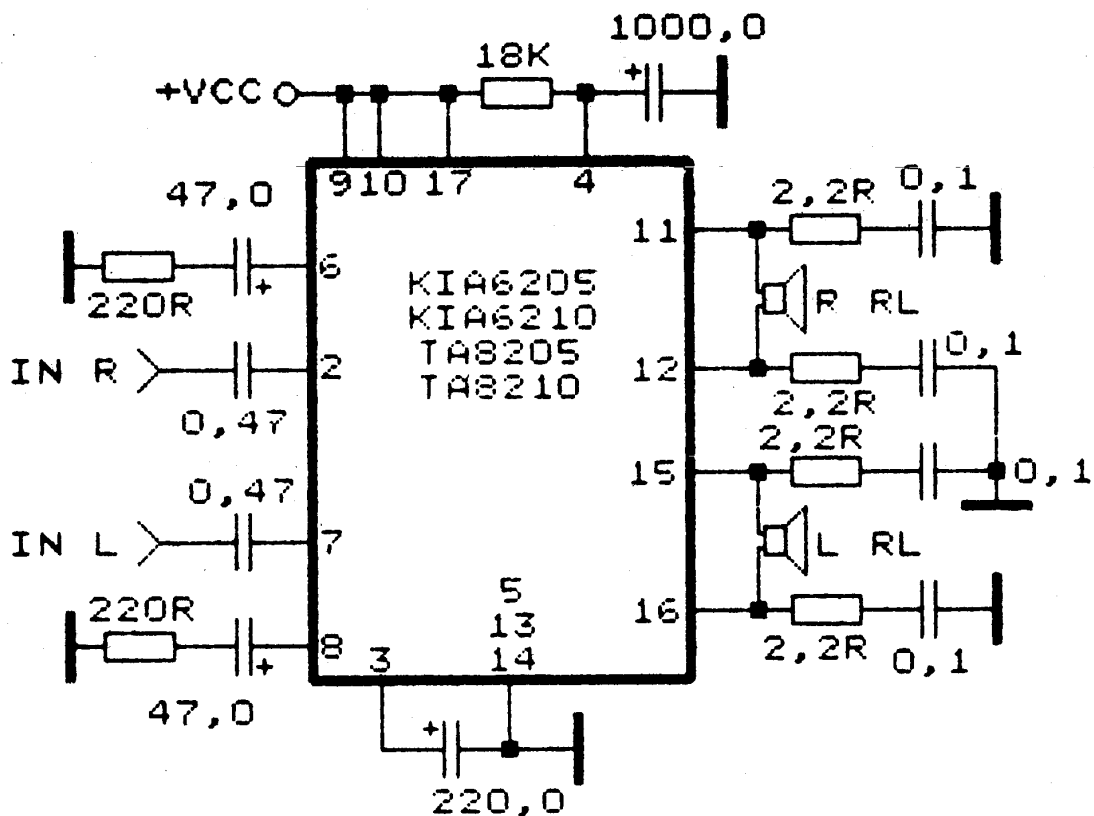 1000,0
18K
+VCC
9 10 17 4
47,0
2,2R 0,1
11
6
220R
KIA6205
KIA6210
TA8205
TA8210
R RL
IN R
2
12
0,1
2,2R
0,47
2,2R
0,47
15
0,1
IN L
7
L RL
220R
5
13
14
16
8
3
2,2R 0,1
47,0
220,0